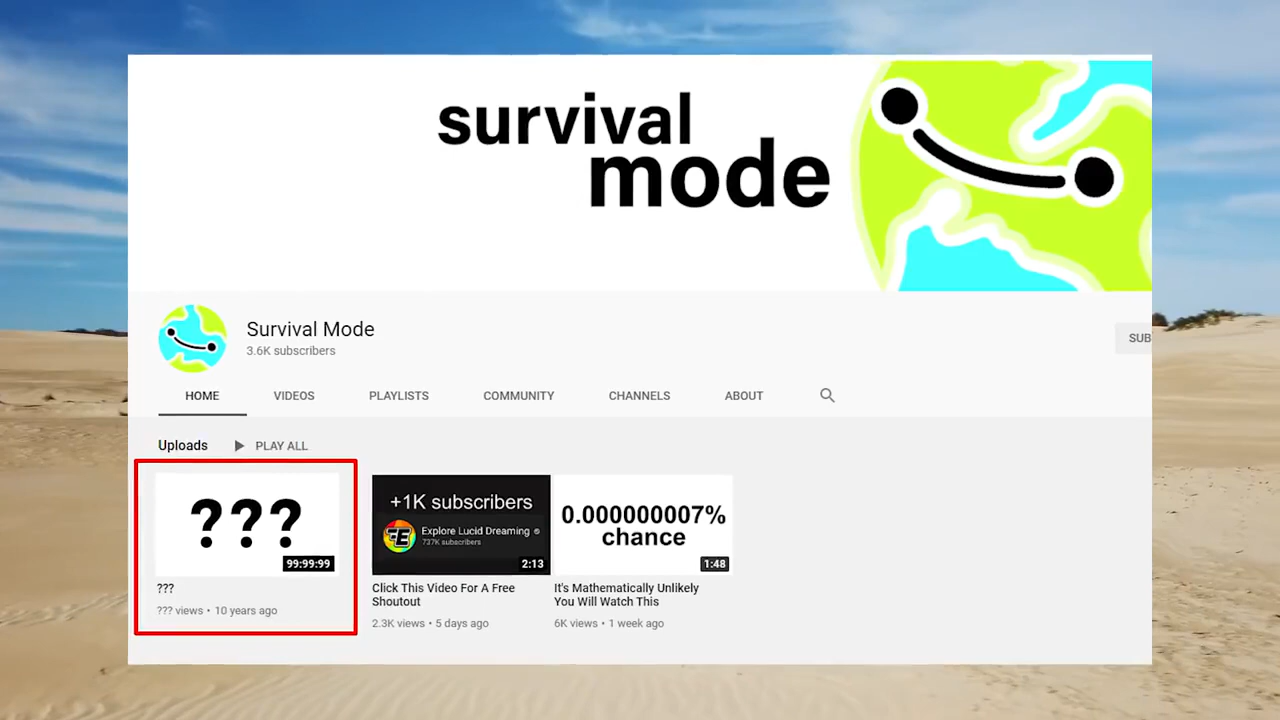 survival
mode
Survival Mode
3.6K subscribers
SUB
HOME VIDEOS PLAYLISTS COMMUNITY CHANNELS ABOUT
Uploads PLAY ALL
???
99:99:99
???
??? views • 10 years ago
+1K subscribers
Explore Lucid Dreaming
737K subscribers
2:13
Click This Video For A Free
Shoutout
2.3K views • 5 days ago
0.000000007%
chance
1:48
It's Mathematically Unlikely
You Will Watch This
6K views • 1 week ago